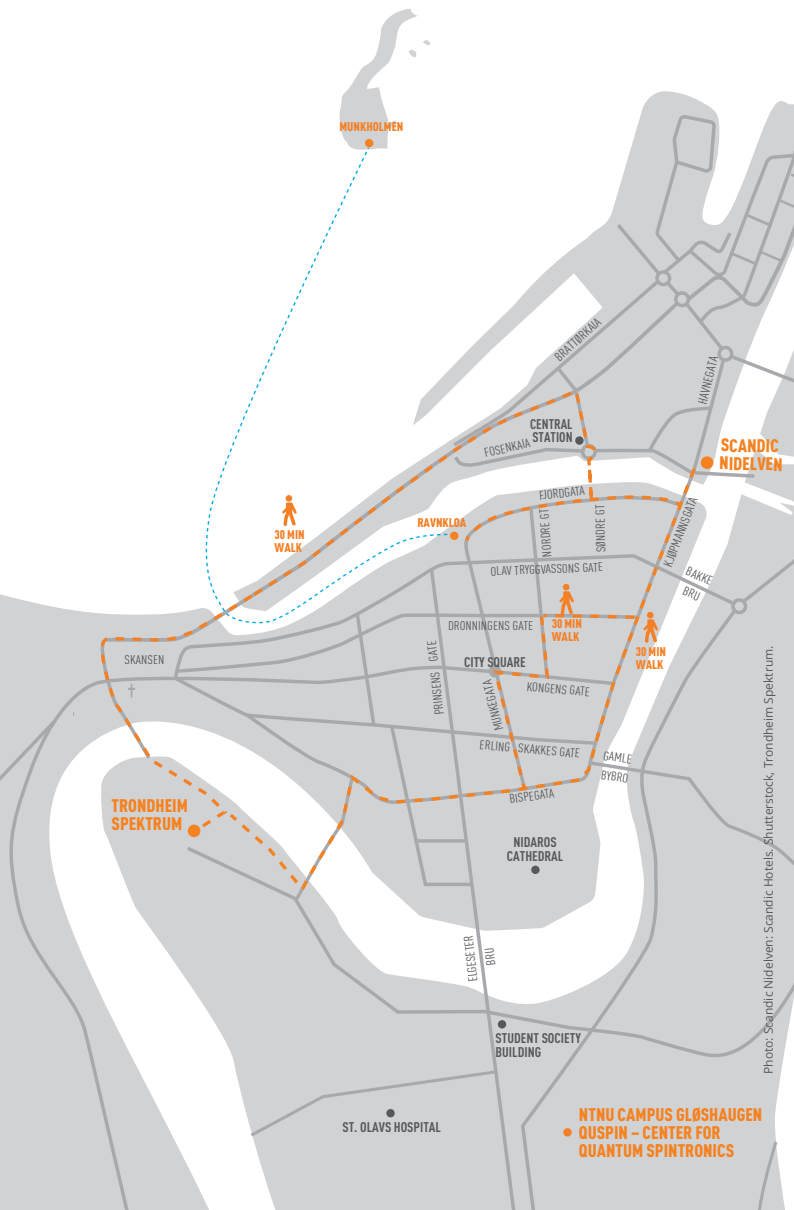 MUNKHOLMEN
BRATTØRKAIA
HAVNEGATA
CENTRAL
STATION
FOSENKAIA
SCANDIC
NIDELVEN
FJORDGATA
RAVNKLOA
30 MIN
WALK
NORDRE GT
SØNDRE GT
KJØPMANNSGATA
OLAV TRYGGVASSONS GATE
BAKKE
BRU
DRONNINGENS GATE
30 MIN
WALK
30 MIN
WALK
SKANSEN
PRINSENS GATE
CITY SQUARE
MUNKEGATA
KONGENS GATE
ERLING SKAKKES GATE
GAMLE
BYBRO
BISPEGATA
TRONDHEIM
SPEKTRUM
NIDAROS
CATHEDRAL
ELGESETER
BRU
STUDENT SOCIETY
BUILDING
ST. OLAVS HOSPITAL
NTNU CAMPUS GLØSHAUGEN
QUSPIN – CENTER FOR
QUANTUM SPINTRONICS
Photo: Scandic Nidelven: Scandic Hotels. Shutterstock, Trondheim Spektrum.